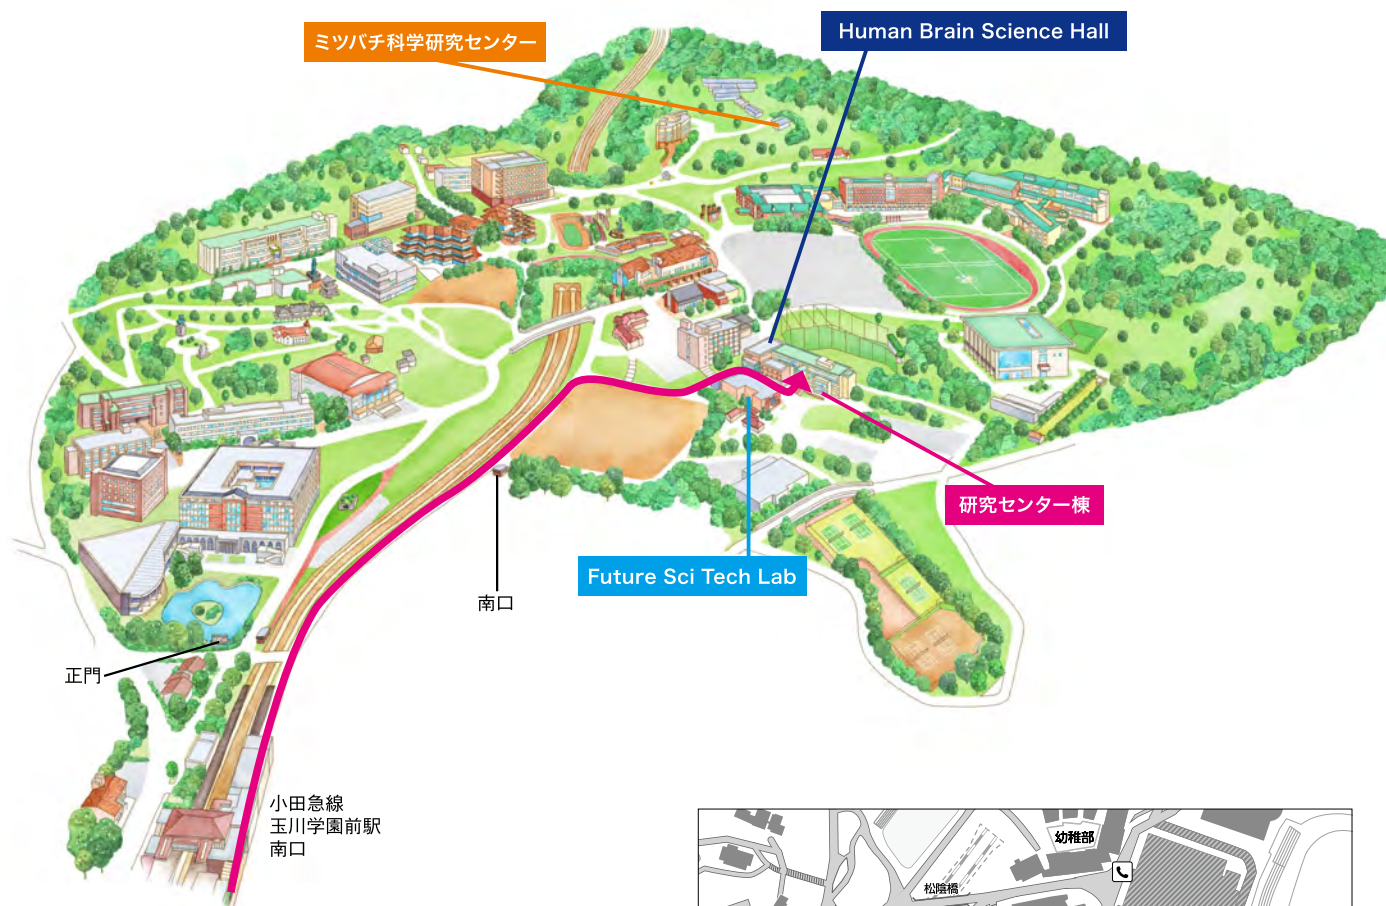 ミツバチ科学研究センター
Human Brain Science Hall
研究センター棟
Future Sci Tech Lab
南口
正門
小田急線
玉川学園前駅
南口
幼稚部
松陰橋